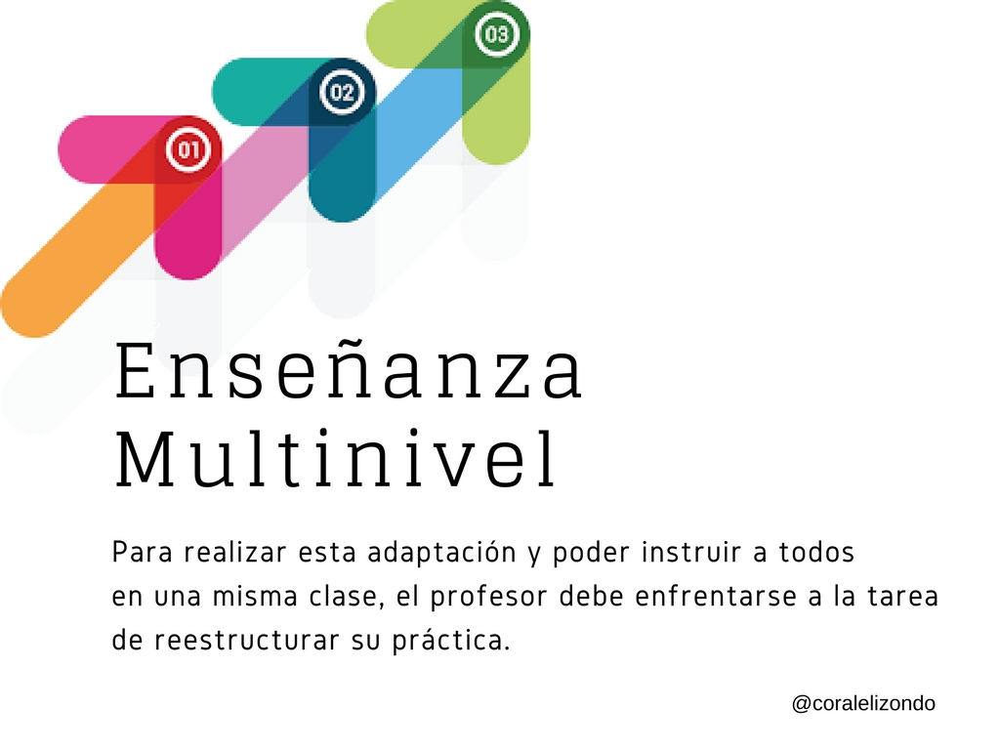 01
02
03
Enseñanza
Multinivel
Para realizar esta adaptación y poder instruir a todos
en una misma clase, el profesor debe enfrentarse a la tarea
de reestructurar su práctica.
@coralelizondo